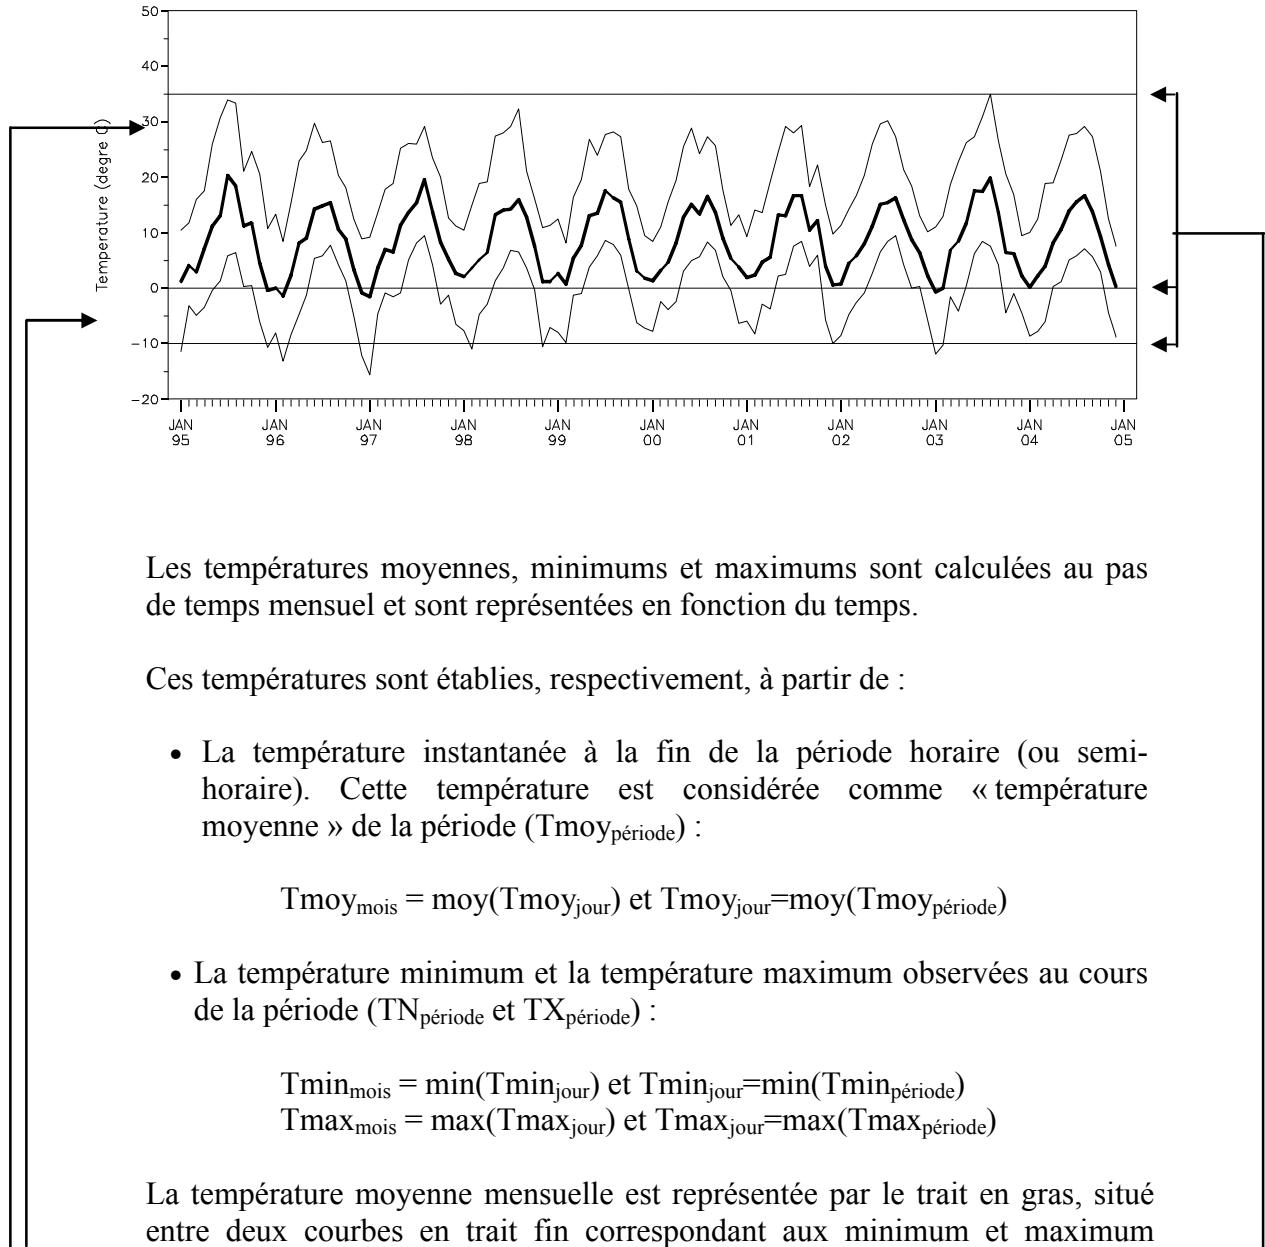 50
40
30
20
10
0
−10
−20
Temperature (degre C)
JAN JAN JAN JAN JAN JAN JAN JAN JAN JAN JAN
95 96 97 98 99 00 01 02 03 04 05
Les températures moyennes, minimums et maximums sont calculées au pas
de temps mensuel et sont représentées en fonction du temps.
Ces températures sont établies, respectivement, à partir de :
• La température instantanée à la fin de la période horaire (ou semi-
horaire). Cette température est considérée comme « température
moyenne » de la période (Tmoypériode) :
Tmoymois = moy(Tmoyjour) et Tmoyjour=moy(Tmoypériode)
• La température minimum et la température maximum observées au cours
de la période (TNpériode et TXpériode) :
Tminmois = min(Tminjour) et Tminjour=min(Tminpériode)
Tmaxmois = max(Tmaxjour) et Tmaxjour=max(Tmaxpériode)
La température moyenne mensuelle est représentée par le trait en gras, situé
entre deux courbes en trait fin correspondant aux minimum et maximum